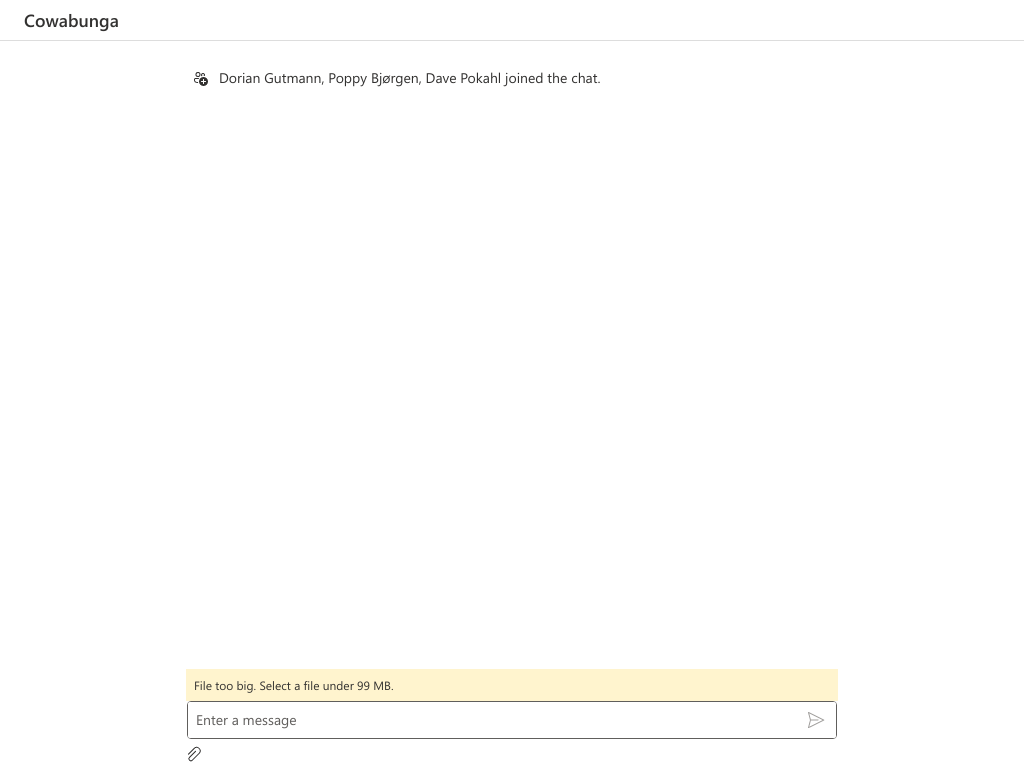 Cowabunga
Dorian Gutmann, Poppy Bjørgen, Dave Pokahl joined the chat.
File too big. Select a file under 99 MB.
Enter a message